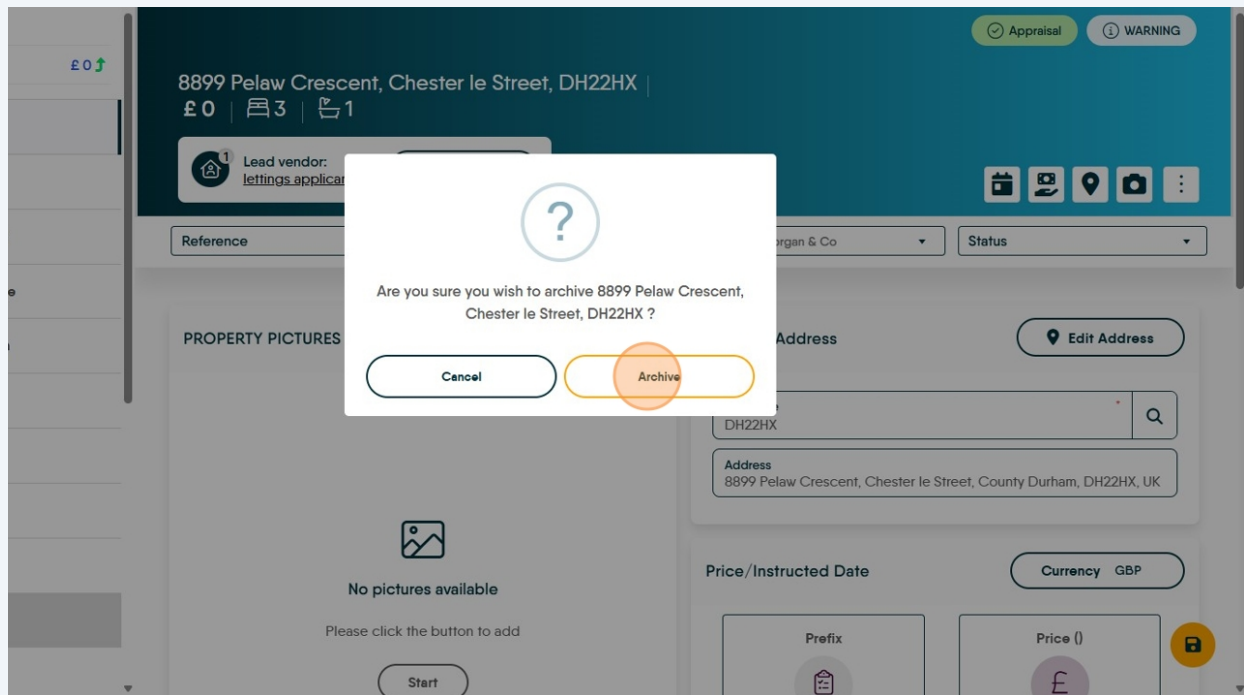 Appraisal
WARNING
£ 0
8899 Pelaw Crescent, Chester le Street, DH22HX
£ 0 | 3 | 1
1
Lead vendor:
lettings applican
Reference
organ & Co
Status
e
Are you sure you wish to archive 8899 Pelaw Crescent,
Chester le Street, DH22HX ?
Cancel
Archive
PROPERTY PICTURES
Address
Edit Address
*
DH22HX
Address
8899 Pelaw Crescent, Chester le Street, County Durham, DH22HX, UK
No pictures available
Please click the button to add
Start
Price/Instructed Date
Currency GBP
Prefix
Price ()
£